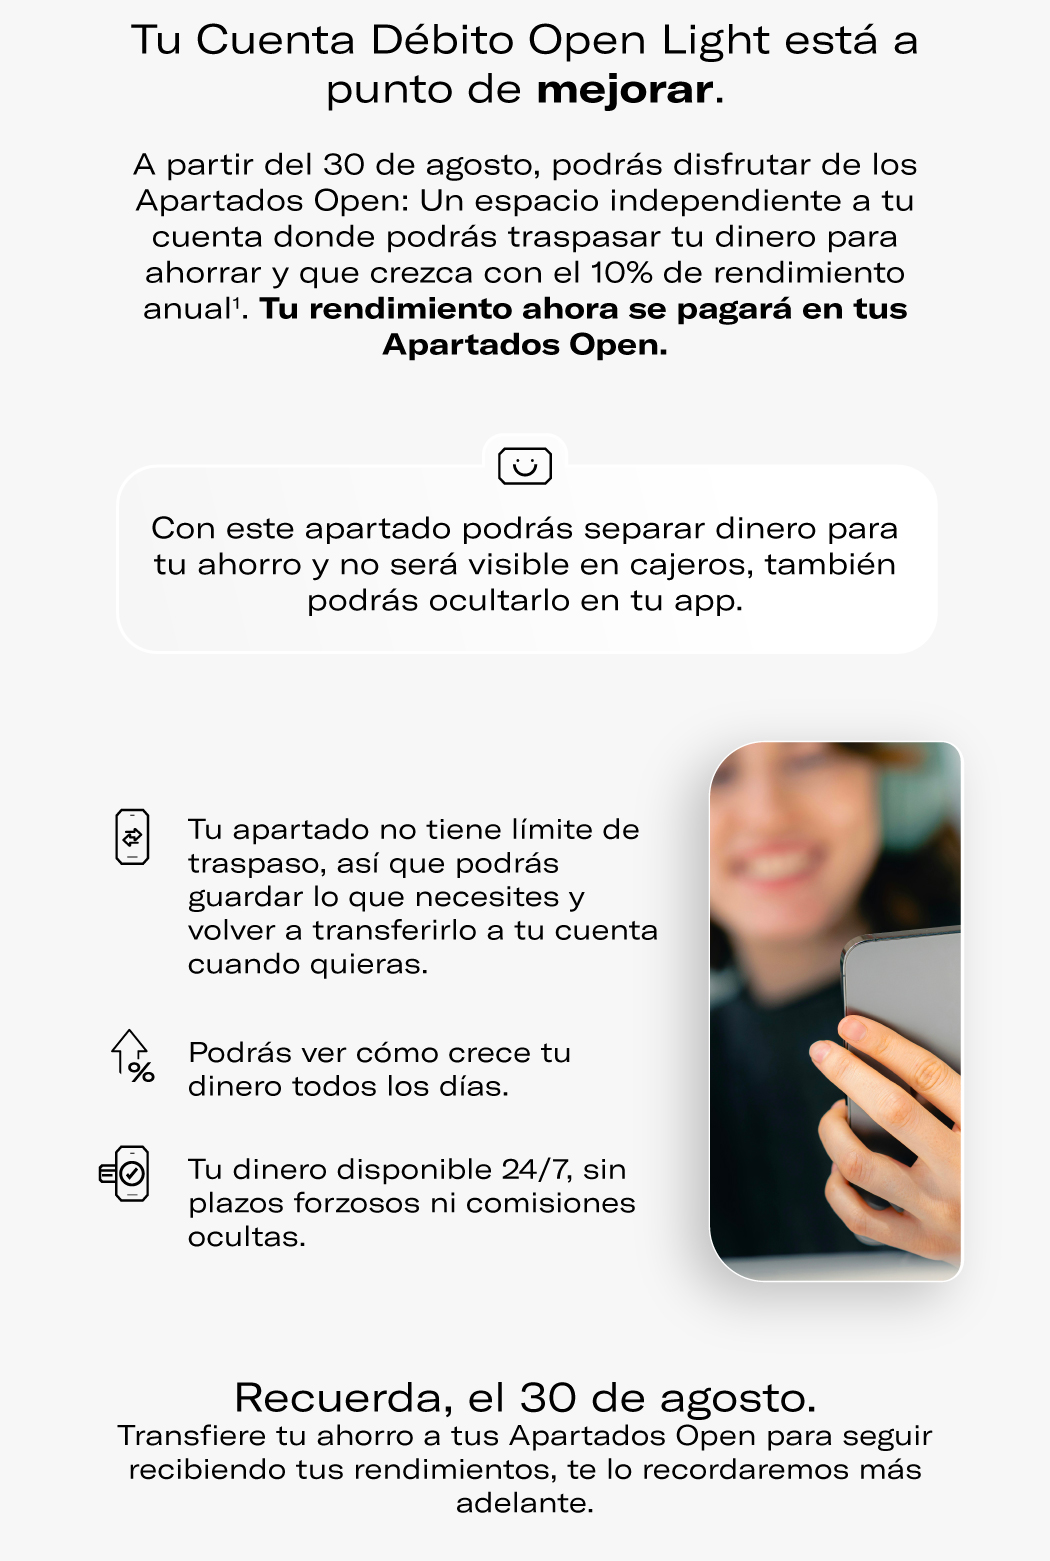 Tu Cuenta Débito Open Light está a
punto de mejorar.
A partir del 30 de agosto, podrás disfrutar de los
Apartados Open: Un espacio independiente a tu
cuenta donde podrás traspasar tu dinero para
ahorrar y que crezca con el 10% de rendimiento
anual¹. Tu rendimiento ahora se pagará en tus
Apartados Open.
Con este apartado podrás separar dinero para
tu ahorro y no será visible en cajeros, también
podrás ocultarlo en tu app.
Tu apartado no tiene límite de
traspaso, así que podrás
guardar lo que necesites y
volver a transferirlo a tu cuenta
cuando quieras.
%
Podrás ver cómo crece tu
dinero todos los días.
Tu dinero disponible 24/7, sin
plazos forzosos ni comisiones
ocultas.
Recuerda, el 30 de agosto.
Transfiere tu ahorro a tus Apartados Open para seguir
recibiendo tus rendimientos, te lo recordaremos más
adelante.